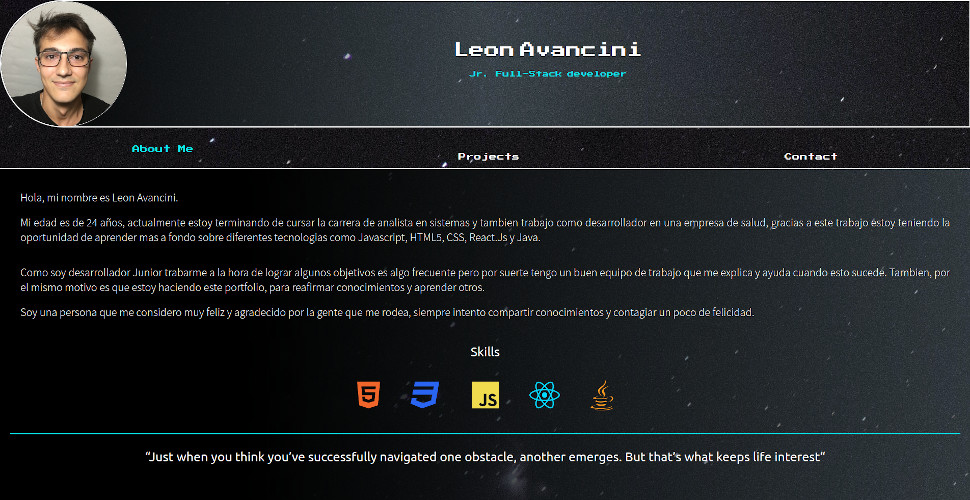 Leon Avancini
Jr. Full-Stack developer
About Me
Projects
Contact
Hola, mi nombre es Leon Avancini.
Mi edad es de 24 años, actualmente estoy terminando de cursar la carrera de analista en sistemas y tambien trabajo como desarrollador en una empresa de salud, gracias a este trabajo estoy teniendo la
oportunidad de aprender mas a fondo sobre diferentes tecnologias como Javascript, HTML5, CSS, React.Js y Java.
Como soy desarrollador Junior trabarme a la hora de lograr algunos objetivos es algo frecuente pero por suerte tengo un buen equipo de trabajo que me explica y ayuda cuando esto sucede. Tambien, por
el mismo motivo es que estoy haciendo este portfolio, para reafirmar conocimientos y aprender otros.
Soy una persona que me considero muy feliz y agradecido por la gente que me rodea, siempre intento compartir conocimientos y contagiar un poco de felicidad.
Skills
5
3
JS
“Just when you think you’ve successfully navigated one obstacle, another emerges. But that’s what keeps life interest“